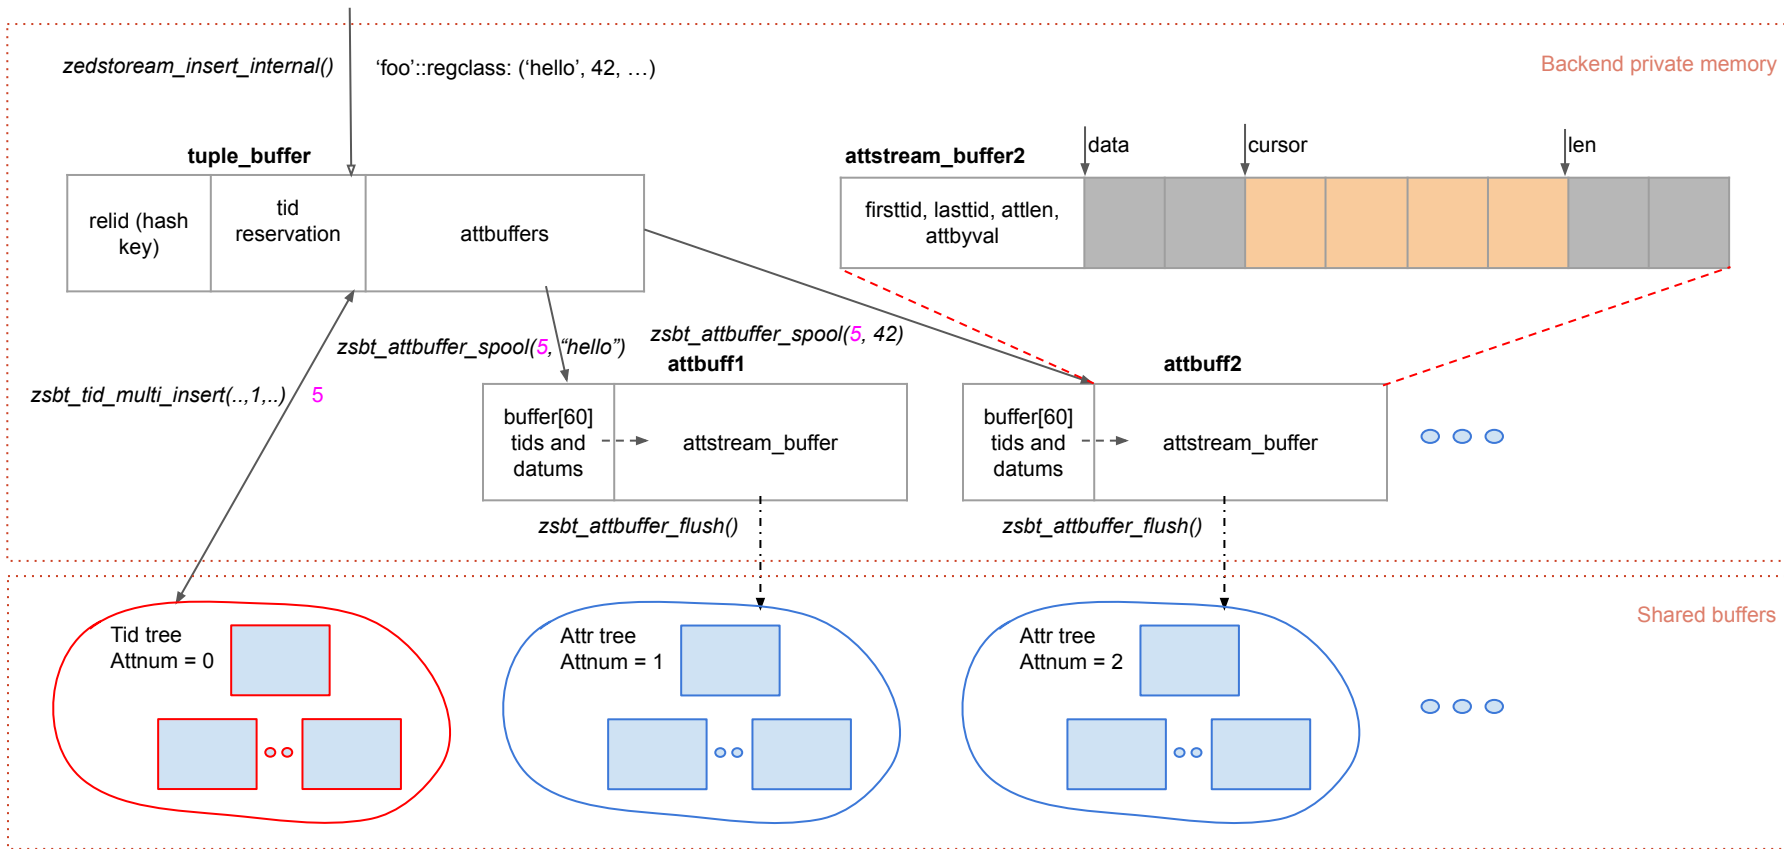 zedstoream_insert_internal()
‘foo’::regclass: (‘hello’, 42, …)
Backend private memory
tuple_buffer
relid (hash
key)
tid
reservation
attbuffers
attstream_buffer2
data
cursor
len
firsttid, lasttid, attlen,
attbyval
zsbt_attbuffer_spool(5, “hello”)
zsbt_attbuffer_spool(5, 42)
zsbt_tid_multi_insert(..,1,..)
5
attbuff1
buffer[60]
tids and
datums
attstream_buffer
attbuff2
buffer[60]
tids and
datums
attstream_buffer
zsbt_attbuffer_flush()
zsbt_attbuffer_flush()
Shared buffers
Tid tree
Attnum = 0
Attr tree
Attnum = 1
Attr tree
Attnum = 2